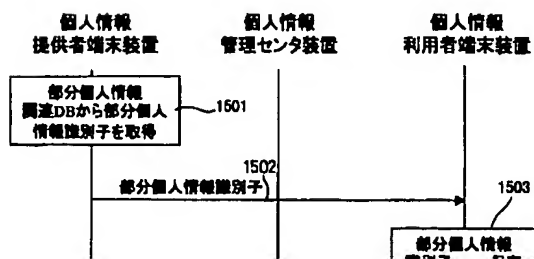 個人情報
提供者端末装置
個人情報
管理センタ装置
個人情報
利用者端末装置
部分個人情報
関連DBから部分個人
情報識別子を取得
1501
1502
部分個人情報識別子
1503
部分個人情報